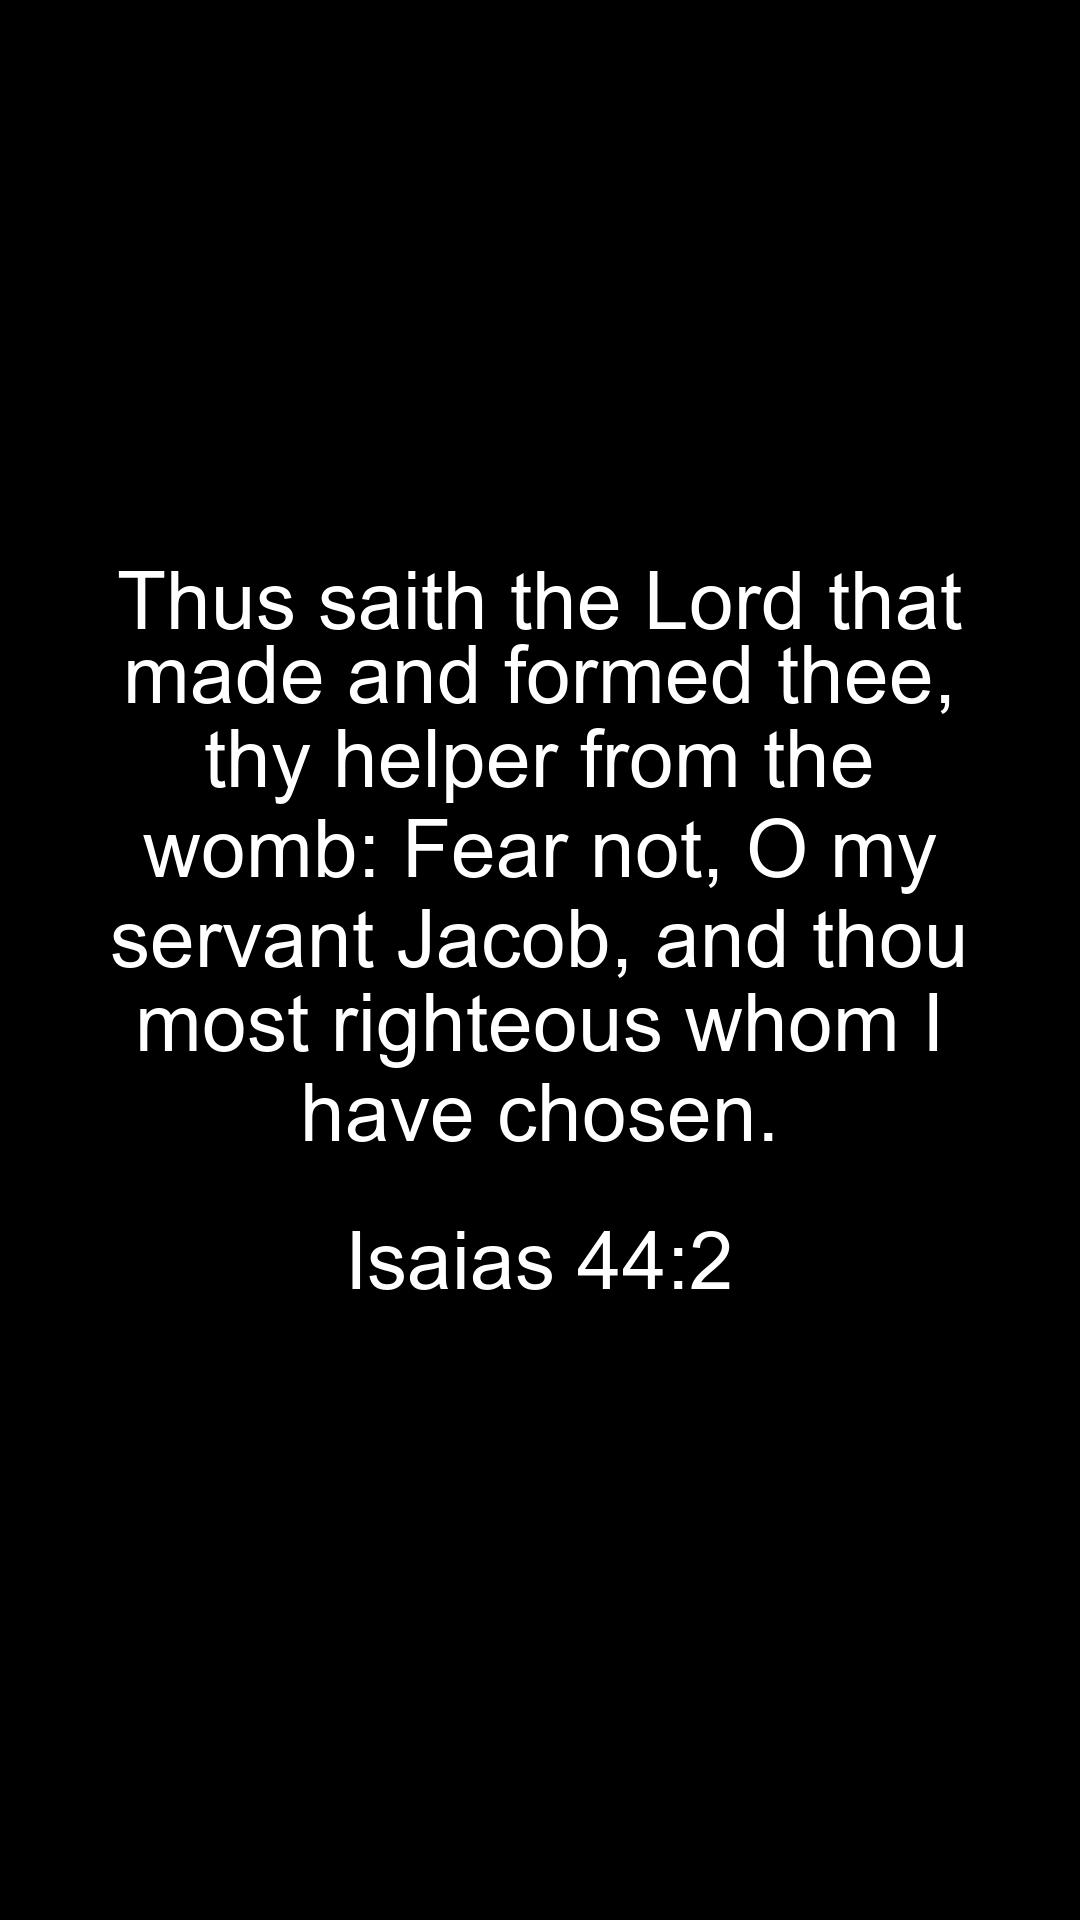 Thus saith the Lord that
made and formed thee,
thy helper from the
womb: Fear not, O my
servant Jacob, and thou
most righteous whom I
have chosen.
Isaias 44:2